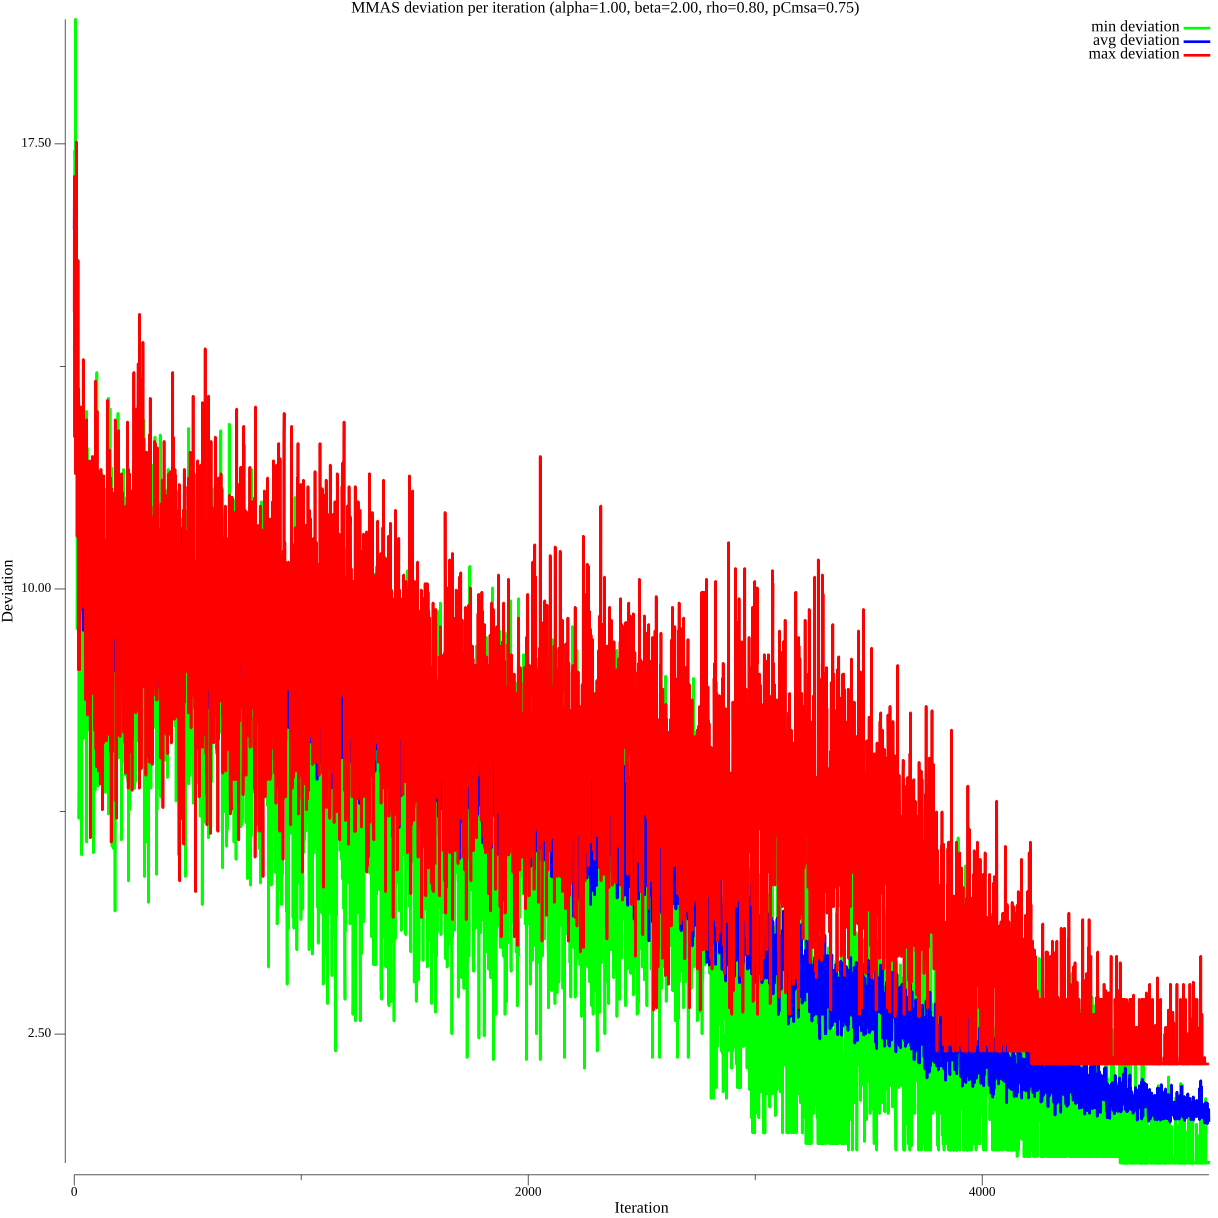 MMAS deviation per iteration (alpha=1.00, beta=2.00, rho=0.80, pCmsa=0.75)
min deviation
avg deviation
max deviation
17.50
10.00
2.50
Deviation
0
2000
4000
Iteration